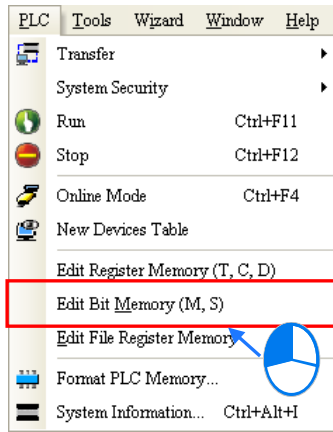 PLC Tools Wizard Window Help
Transfer
System Security
Run Ctrl+F11
Stop Ctrl+F12
Online Mode Ctrl+F4
New Devices Table
Edit Register Memory (T, C, D)
Edit Bit Memory (M, S)
Edit File Register Memory
Format PLC Memory...
System Information... Ctrl+Alt+I